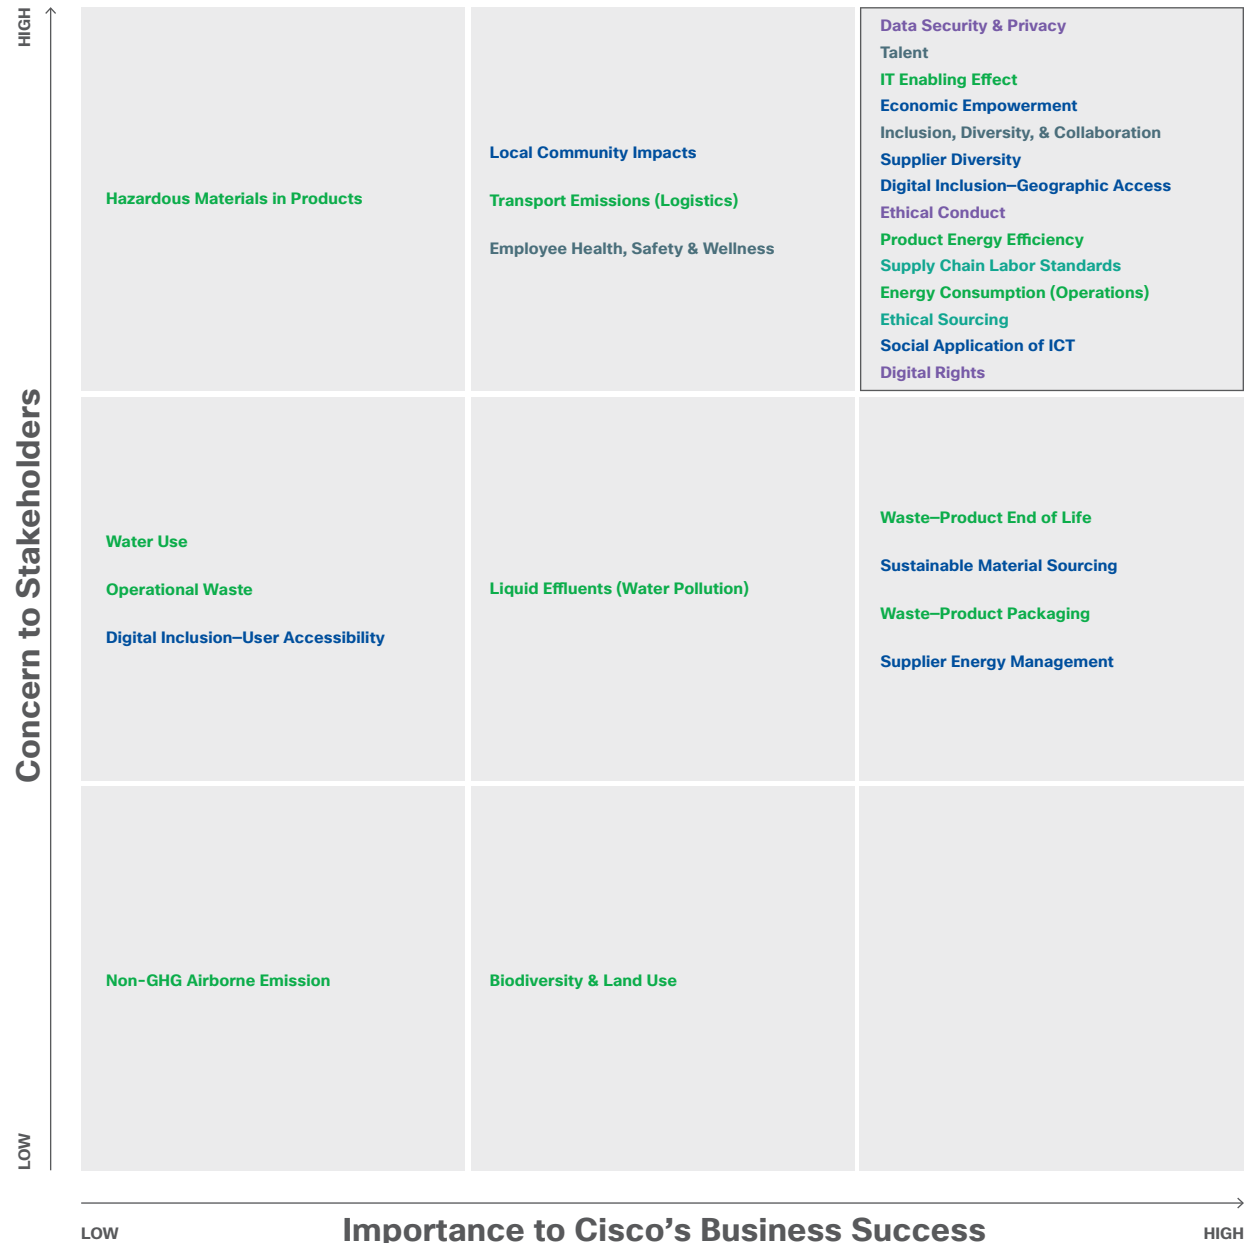 HIGH
Concern to Stakeholders
LOW
Hazardous Materials in Products
Local Community Impacts
Transport Emissions (Logistics)
Employee Health, Safety & Wellness
Data Security & Privacy
Talent
IT Enabling Effect
Economic Empowerment
Inclusion, Diversity, & Collaboration
Supplier Diversity
Digital Inclusion–Geographic Access
Ethical Conduct
Product Energy Efficiency
Supply Chain Labor Standards
Energy Consumption (Operations)
Ethical Sourcing
Social Application of ICT
Digital Rights
Water Use
Operational Waste
Digital Inclusion–User Accessibility
Liquid Effluents (Water Pollution)
Waste–Product End of Life
Sustainable Material Sourcing
Waste–Product Packaging
Supplier Energy Management
Non-GHG Airborne Emission
Biodiversity & Land Use
LOW
Importance to Cisco’s Business Success
HIGH